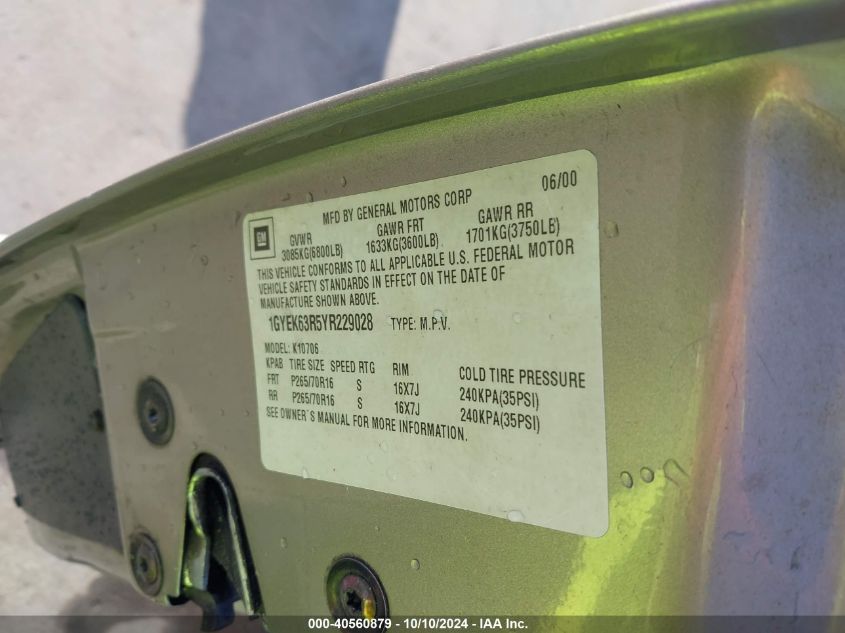 06/00
MFD BY GENERAL MOTORS CORP
GM
GVWR GAWR FRT GAWR RR
3085KG(6800LB) 1633KG(3600LB) 1701KG(3750LB)
THIS VEHICLE CONFORMS TO ALL APPLICABLE U.S. FEDERAL MOTOR
VEHICLE SAFETY STANDARDS IN EFFECT ON THE DATE OF
MANUFACTURE SHOWN ABOVE.
1GYEK63R5YR229028 TYPE: M.P.V.
MODEL: K10706
KPAB TIRE SIZE SPEED RTG RIM COLD TIRE PRESSURE
FRT P265/70R16 S 16X7J 240KPA(35PSI)
RR P265/70R16 S 16X7J 240KPA(35PSI)
SEE OWNER'S MANUAL FOR MORE INFORMATION.
000-40560879 - 10/10/2024 - IAA Inc.